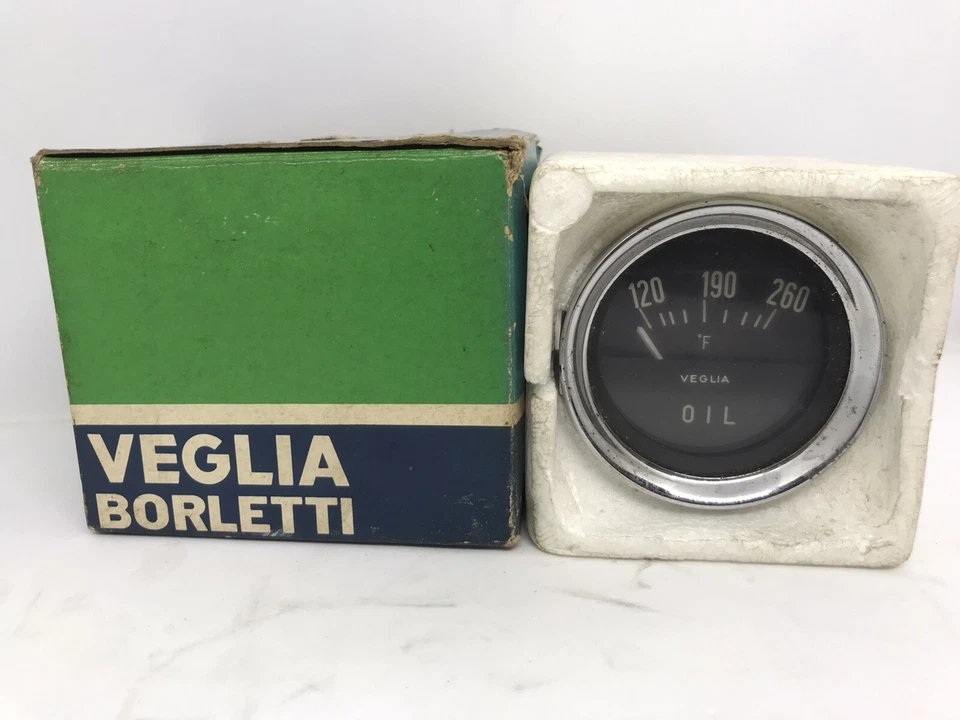 VEGLIA
BORLETTI
120 190 260
°F
VEGLIA
OIL